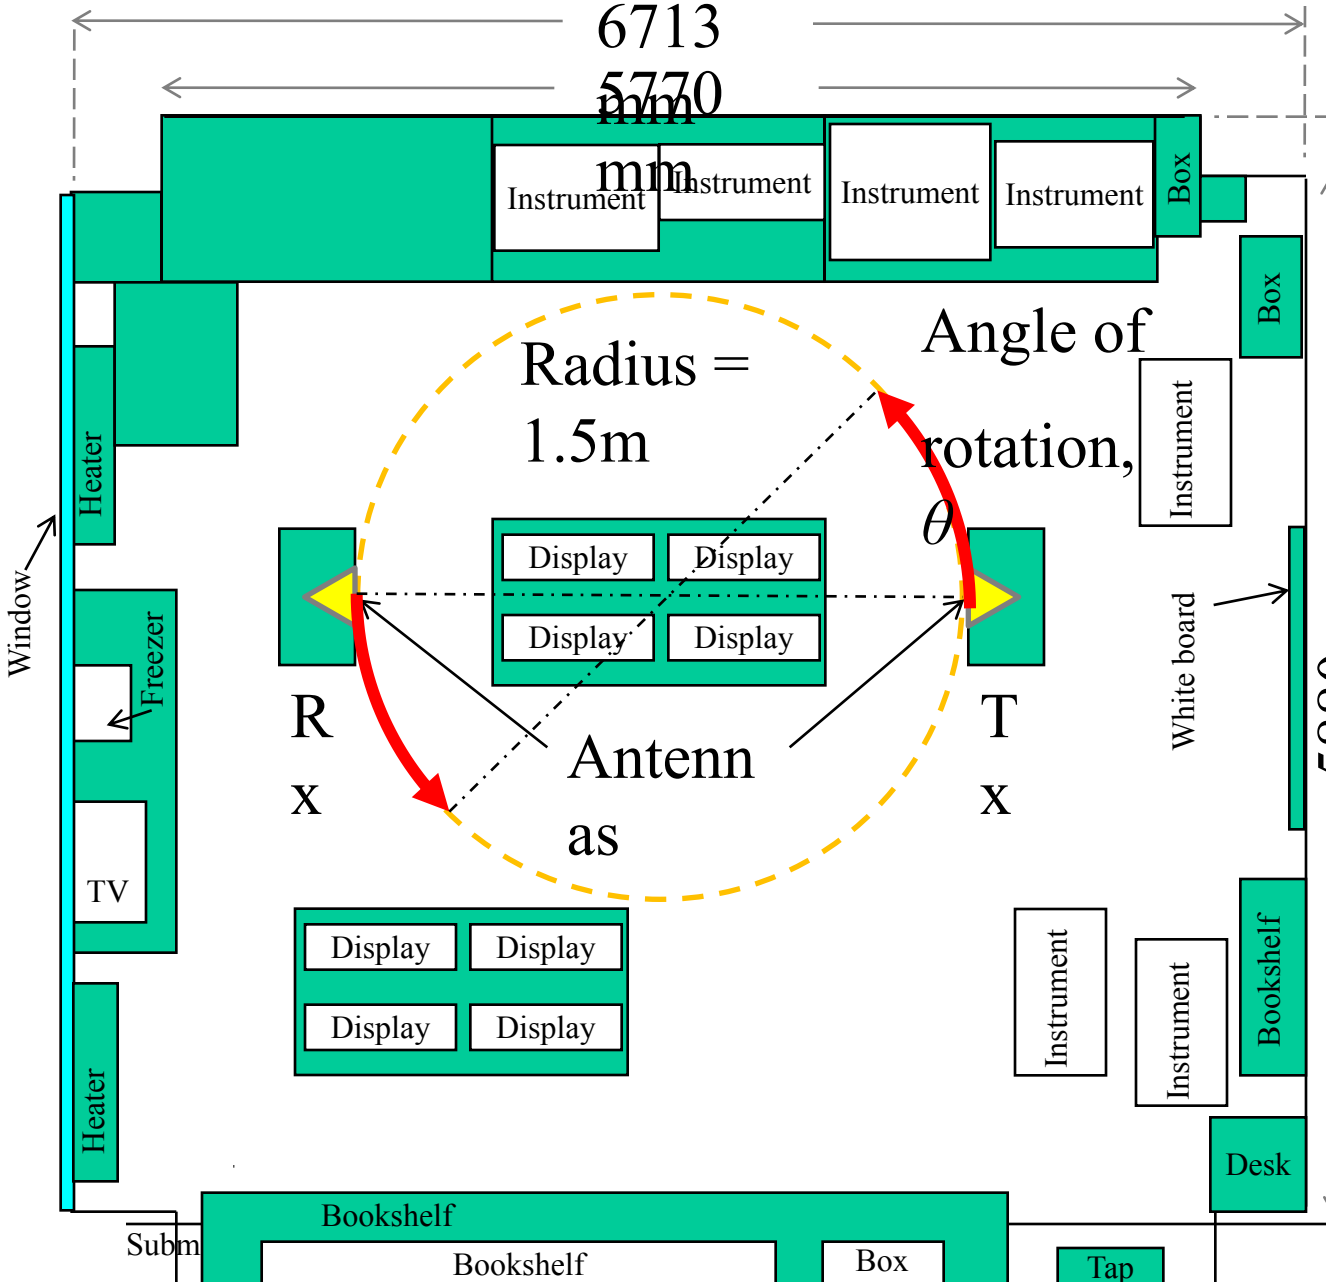 6713
mm
5770
mm
Instrument
Instrument
Instrument
Instrument
Box
Box
Radius =
1.5m
Angle of
rotation,
θ
Instrument
Heater
Display
Display
Display
Display
Window
Freezer
White board
R
x
T
x
Antenn
as
TV
Display
Display
Display
Display
Instrument
Instrument
Bookshelf
Heater
Desk
Bookshelf
Subm
Bookshelf
Box
Tap